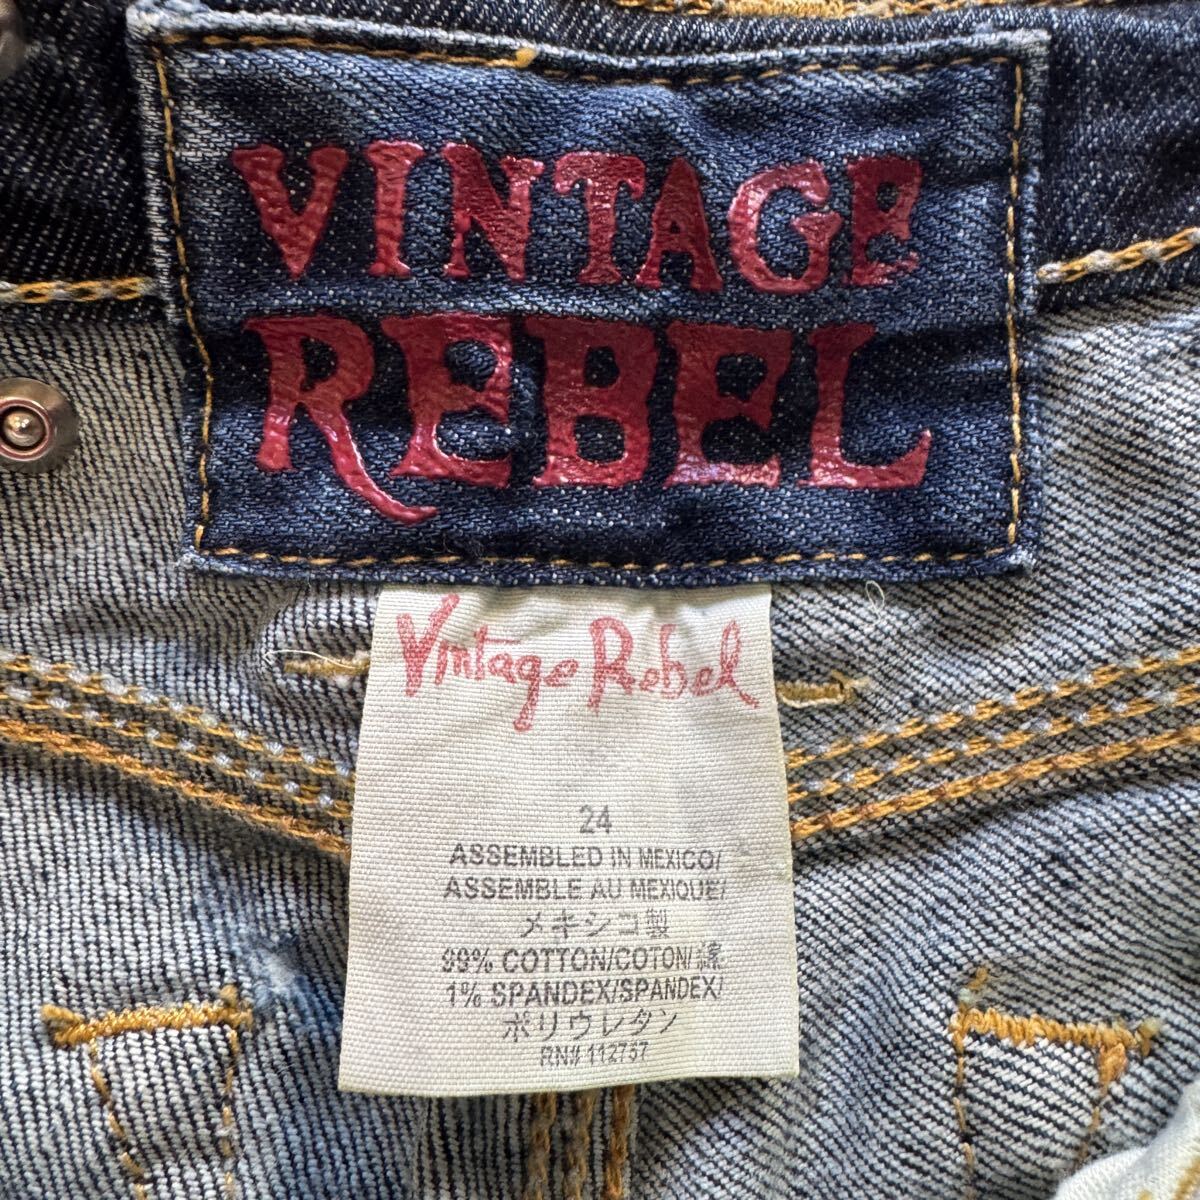 VINTAGE
REBEL
Vintage Rebel
24
ASSEMBLED IN MEXICO/
ASSEMBLE AU MEXIQUE/
メキシコ製
99% COTTON/COTON/綿
1% SPANDEX/SPANDEX/
ポリウレタン
RN# 112757